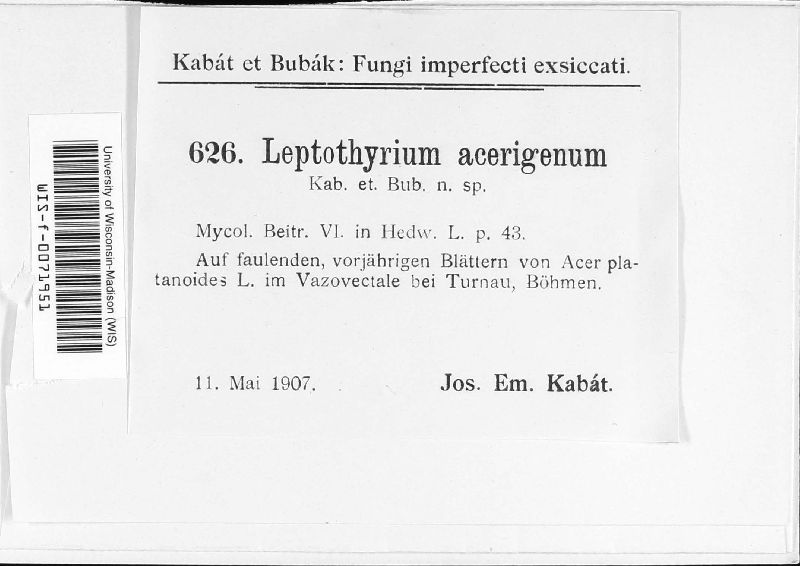 Kabát et Bubák: Fungi imperfecti exsiccati.
626. Leptothyrium acerigenum
Kab. et. Bub. n. sp.
Mycol. Beitr. VI. in Hedw. L. p. 43.
Auf faulenden, vorjährigen Blättern von Acer pla-
tanoides L. im Vazovectale bei Turnau, Böhmen.
11. Mai 1907.
Jos. Em. Kabát.
University of Wisconsin-Madison (WIS)
WIS-f-0071951